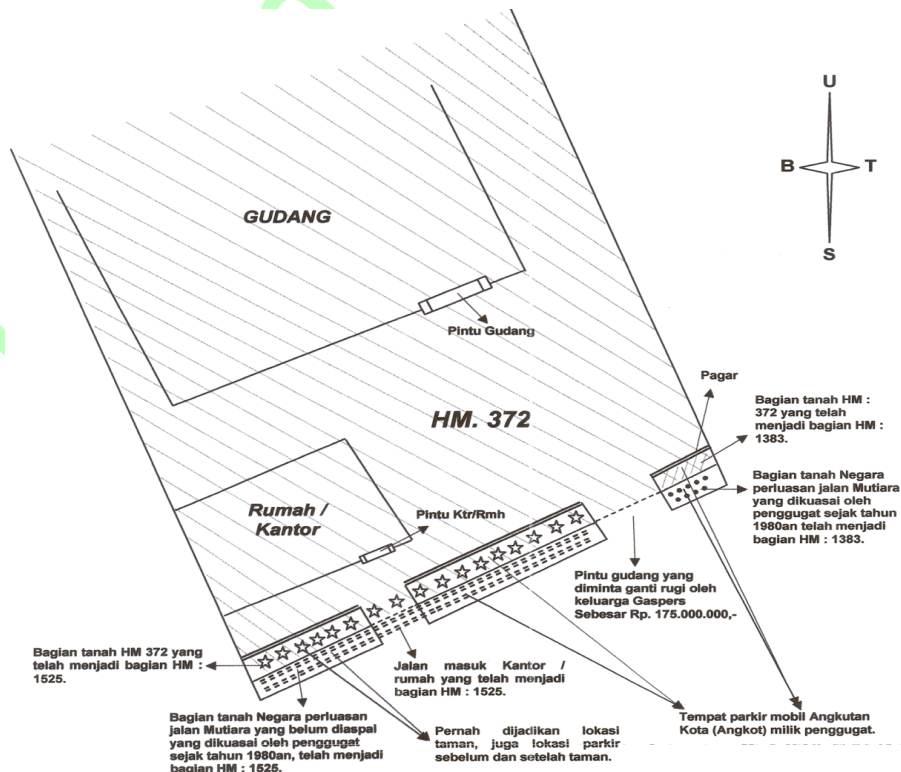 U
B T
S
GUDANG
Pintu Gudang
HM. 372
Pagar
Bagian tanah HM :
372 yang telah
menjadi bagian HM :
1383.
Bagian tanah Negara
perluasan jalan Mutiara
yang dikuasai oleh
penggugat sejak tahun
1980an telah menjadi
bagian HM : 1383.
Rumah /
Kantor
Pintu Ktr/Rmh
Pintu gudang yang
diminta ganti rugi oleh
keluarga Gaspers
Sebesar Rp. 175.000.000,-
Bagian tanah HM 372 yang
telah menjadi bagian HM :
1525.
Jalan masuk Kantor /
rumah yang telah menjadi
bagian HM : 1525.
Bagian tanah Negara perluasan
jalan Mutiara yang belum diaspal
yang dikuasai oleh penggugat
sejak tahun 1980an, telah menjadi
bagian HM : 1525.
Pernah dijadikan lokasi
taman, juga lokasi parkir
sebelum dan setelah taman.
Tempat parkir mobil Angkutan
Kota (Angkot) milik penggugat.